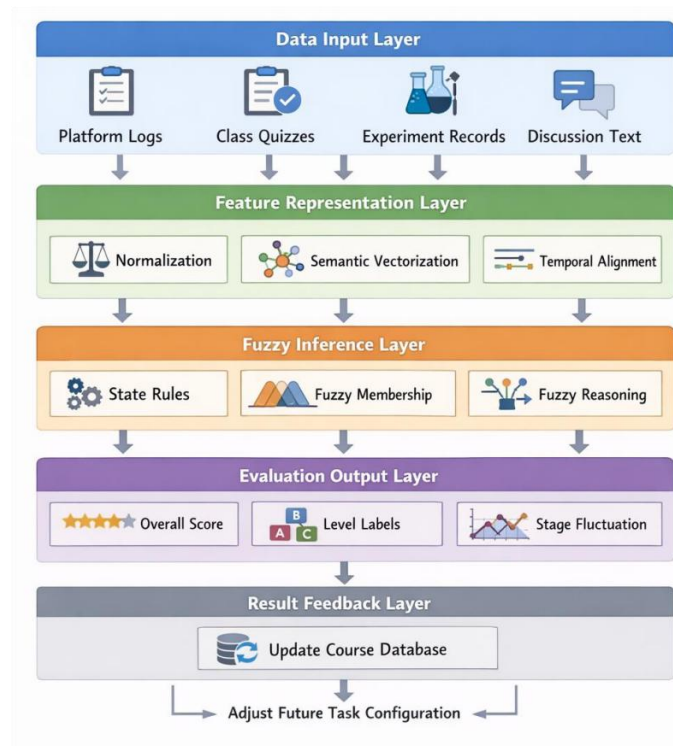 Data Input Layer
Platform Logs
Class Quizzes
Experiment Records
Discussion Text
Feature Representation Layer
Normalization
Semantic Vectorization
Temporal Alignment
Fuzzy Inference Layer
State Rules
Fuzzy Membership
Fuzzy Reasoning
Evaluation Output Layer
Overall Score
B
A C
Level Labels
Stage Fluctuation
Result Feedback Layer
Update Course Database
Adjust Future Task Configuration